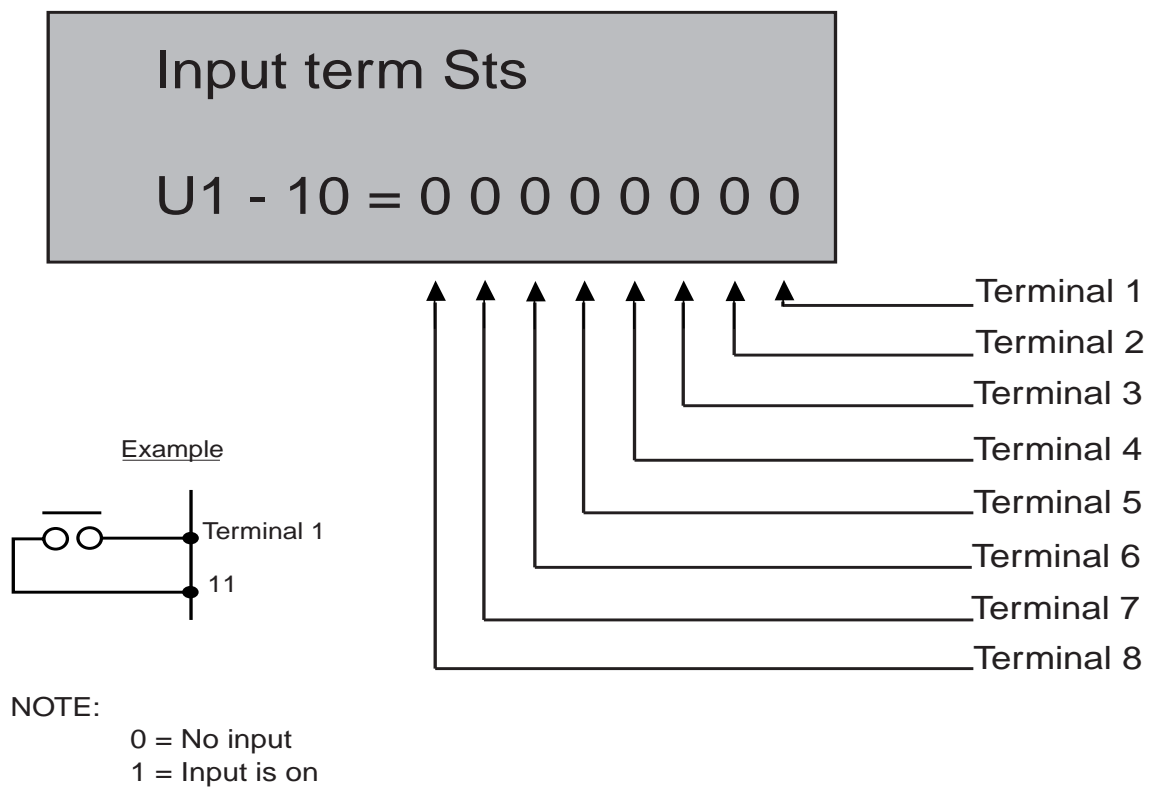 Input term Sts
U1 - 10 = 0 0 0 0 0 0 0 0
Terminal 1
Terminal 2
Terminal 3
Terminal 4
Terminal 5
Terminal 6
Terminal 7
Terminal 8
Example
Terminal 1
11
NOTE:
0 = No input
1 = Input is on